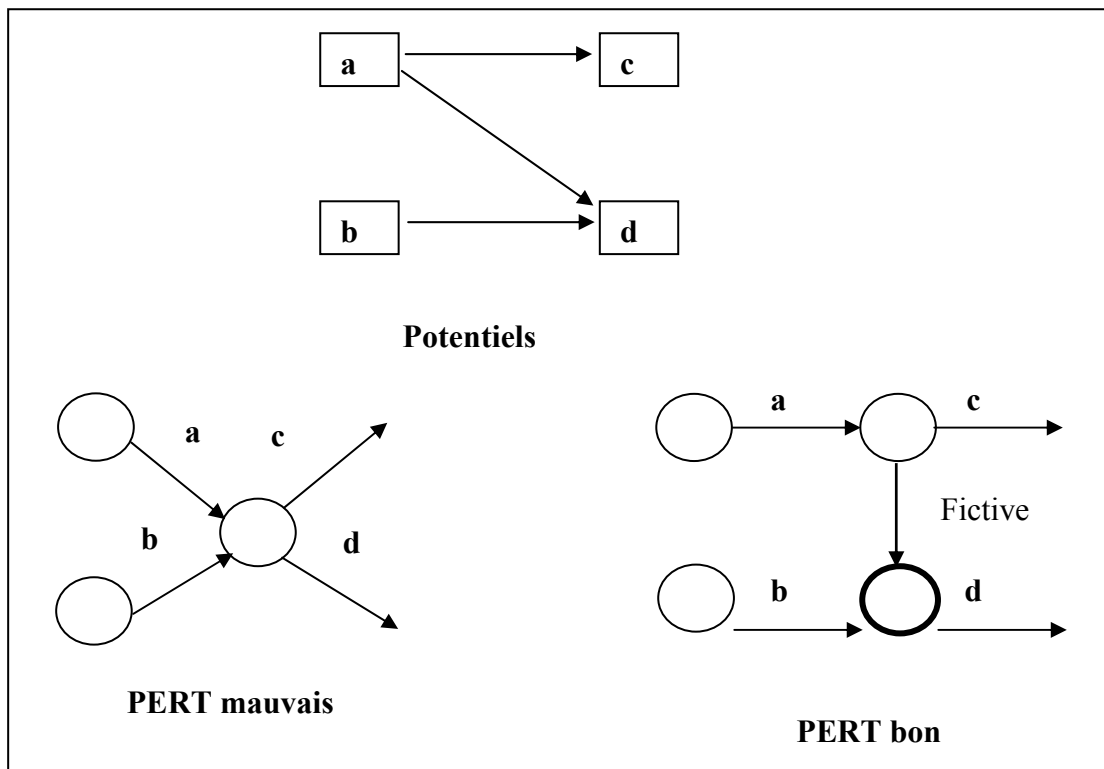 a c
b d
Potentiels
a c
b d
PERT mauvais
a c
Fictive
b d
PERT bon